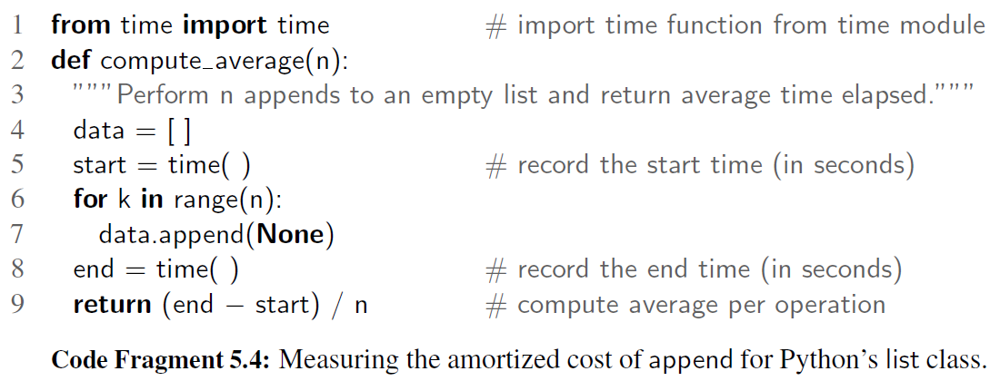 1 from time import time # import time function from time module
2 def compute_average(n):
3 """Perform n appends to an empty list and return average time elapsed."""
4 data = [ ]
5 start = time( ) # record the start time (in seconds)
6 for k in range(n):
7 data.append(None)
8 end = time( ) # record the end time (in seconds)
9 return (end − start) / n # compute average per operation
Code Fragment 5.4: Measuring the amortized cost of append for Python's list class.